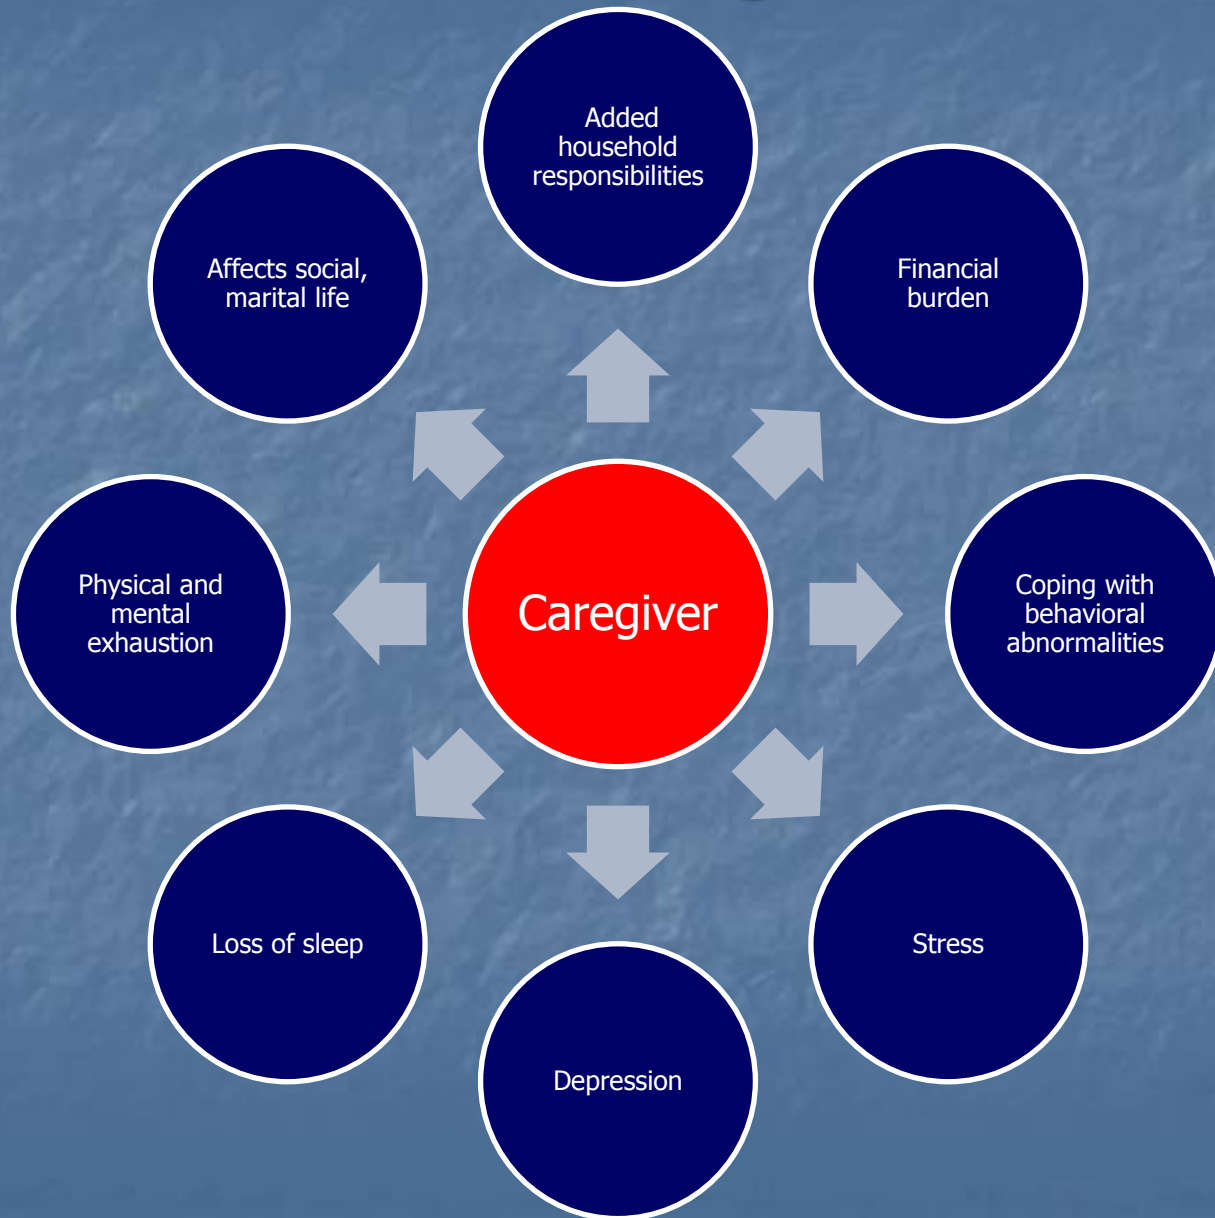 Added
household
responsibilities
Affects social,
marital life
Financial
burden
Physical and
mental
exhaustion
Caregiver
Coping with
behavioral
abnormalities
Loss of sleep
Stress
Depression